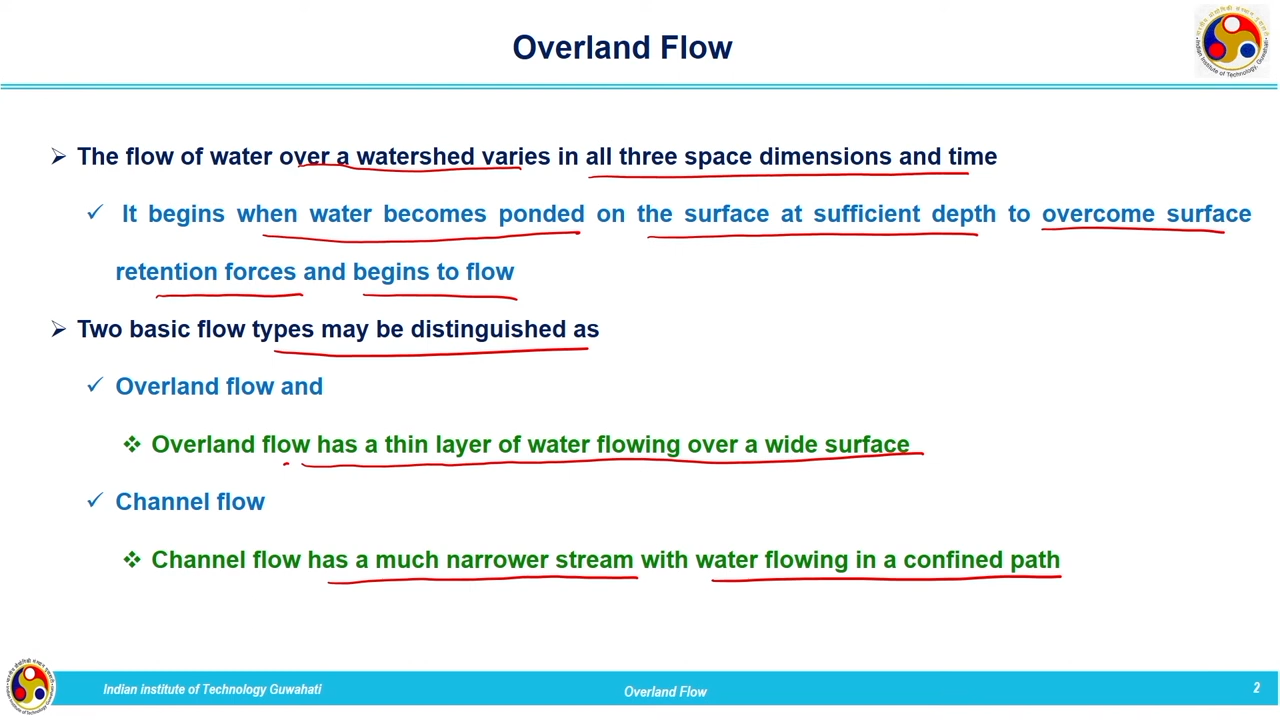 Overland Flow
➢ The flow of water over a watershed varies in all three space dimensions and time
✓ It begins when water becomes ponded on the surface at sufficient depth to overcome surface
retention forces and begins to flow
➢ Two basic flow types may be distinguished as
✓ Overland flow and
❖ Overland flow has a thin layer of water flowing over a wide surface
✓ Channel flow
❖ Channel flow has a much narrower stream with water flowing in a confined path
Indian institute of Technology Guwahati
Overland Flow
2